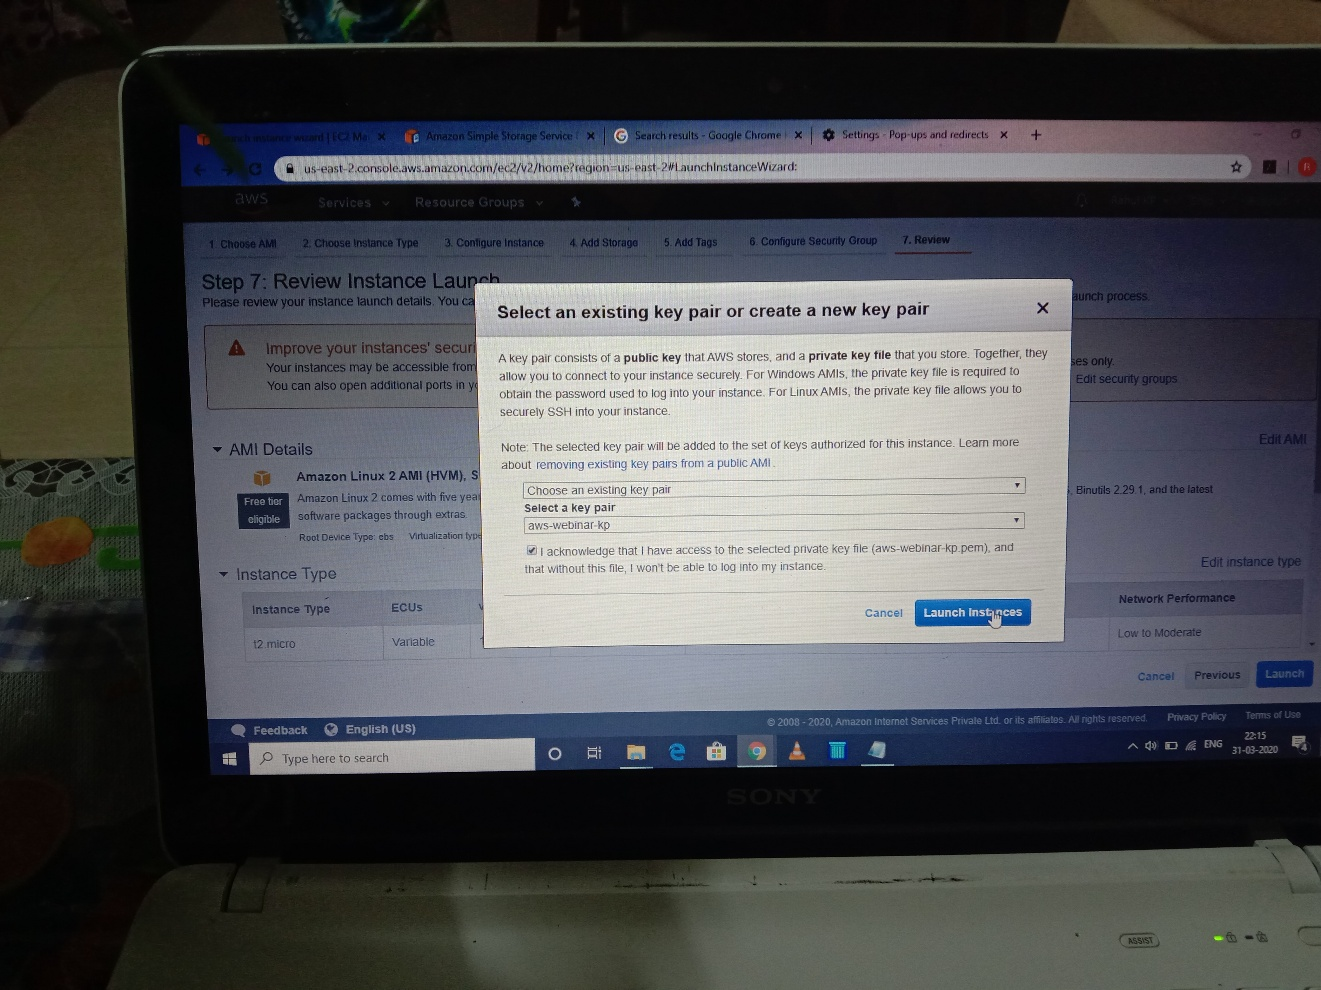 Launch instance wizard | EC2 Ma
Amazon Simple Storage Service
Search results - Google Chrome
Settings - Pop-ups and redirects
us-east-2.console.aws.amazon.com/ec2/v2/home?region=us-east-2#LaunchInstanceWizard:
aws
Services
Resource Groups
1. Choose AMI
2. Choose Instance Type
3. Configure Instance
4. Add Storage
5. Add Tags
6. Configure Security Group
7. Review
Step 7: Review Instance Launch
Please review your instance launch details. You ca
aunch process.
Improve your instances' securi
Your instances may be accessible from
ses only.
You can also open additional ports in y
Edit security groups
Select an existing key pair or create a new key pair
A key pair consists of a public key that AWS stores, and a private key file that you store. Together, they
allow you to connect to your instance securely. For Windows AMIs, the private key file is required to
obtain the password used to log into your instance. For Linux AMIs, the private key file allows you to
securely SSH into your instance.
Note: The selected key pair will be added to the set of keys authorized for this instance. Learn more
about removing existing key pairs from a public AMI.
Choose an existing key pair
Select a key pair
aws-webinar-kp
I acknowledge that I have access to the selected private key file (aws-webinar-kp.pem), and
that without this file, I won't be able to log into my instance.
Cancel
Launch Instances
AMI Details
Edit AMI
Amazon Linux 2 AMI (HVM), S
Free tier
eligible
Amazon Linux 2 comes with five yea
, Binutils 2.29.1, and the latest
software packages through extras.
Root Device Type: ebs
Virtualization type
Instance Type
Edit instance type
Instance Type
ECUs
Network Performance
t2.micro
Variable
Low to Moderate
Cancel
Previous
Launch
Feedback
English (US)
© 2008 - 2020, Amazon Internet Services Private Ltd. or its affiliates. All rights reserved.
Privacy Policy
Terms of Use
Type here to search
ENG
22:15
31-03-2020
4
SONY
ASSIST